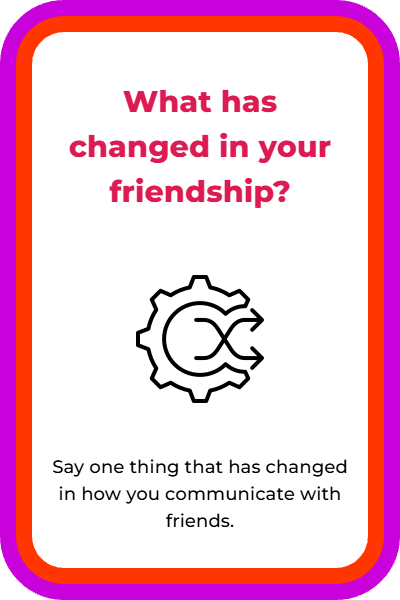 What has
changed in your
friendship?
Say one thing that has changed
in how you communicate with
friends.